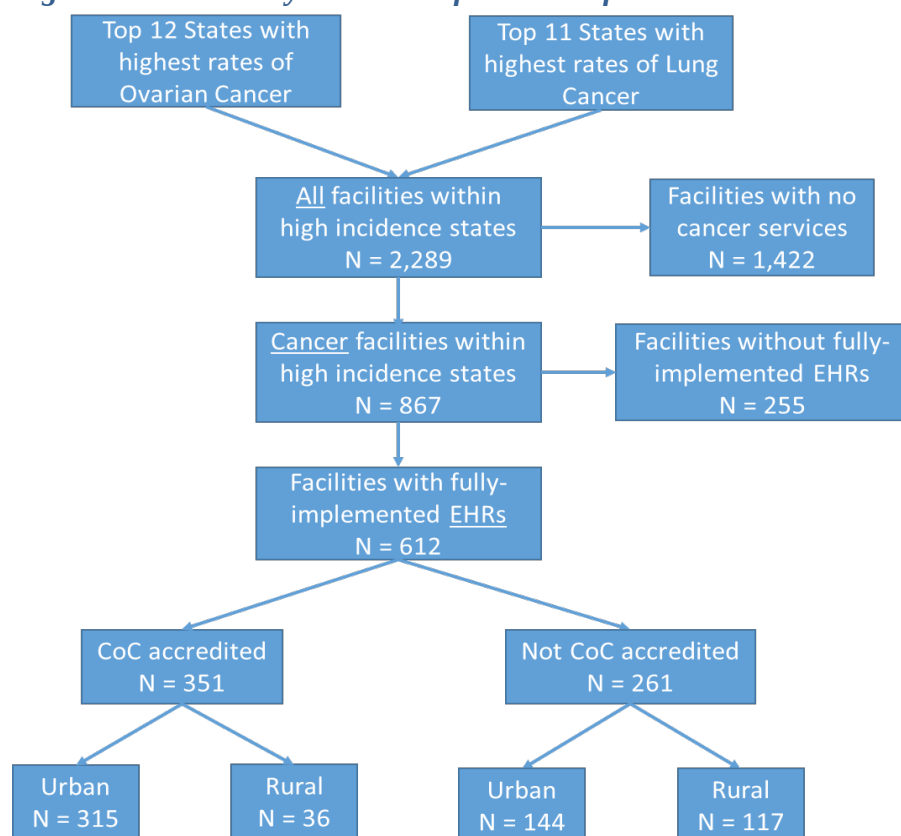 Top 12 States with
highest rates of
Ovarian Cancer
Top 11 States with
highest rates of Lung
Cancer
All facilities within
high incidence states
N = 2,289
Facilities with no
cancer services
N = 1,422
Cancer facilities within
high incidence states
N = 867
Facilities without fully-
implemented EHRs
N = 255
Facilities with fully-
implemented EHRs
N = 612
CoC accredited
N = 351
Not CoC accredited
N = 261
Urban
N = 315
Rural
N = 36
Urban
N = 144
Rural
N = 117